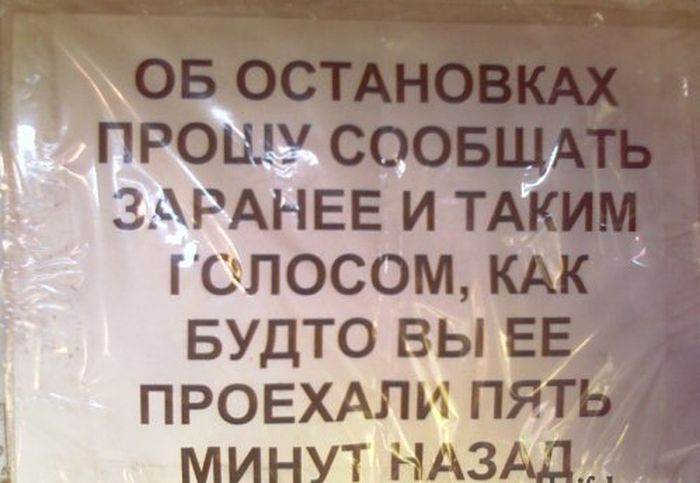 ОБ ОСТАНОВКАХ
ПРОШУ СООБЩАТЬ
ЗАРАНЕЕ И ТАКИМ
ГОЛОСОМ, КАК
БУДТО ВЫ ЕЕ
ПРОЕХАЛИ ПЯТЬ
МИНУТ НАЗАД